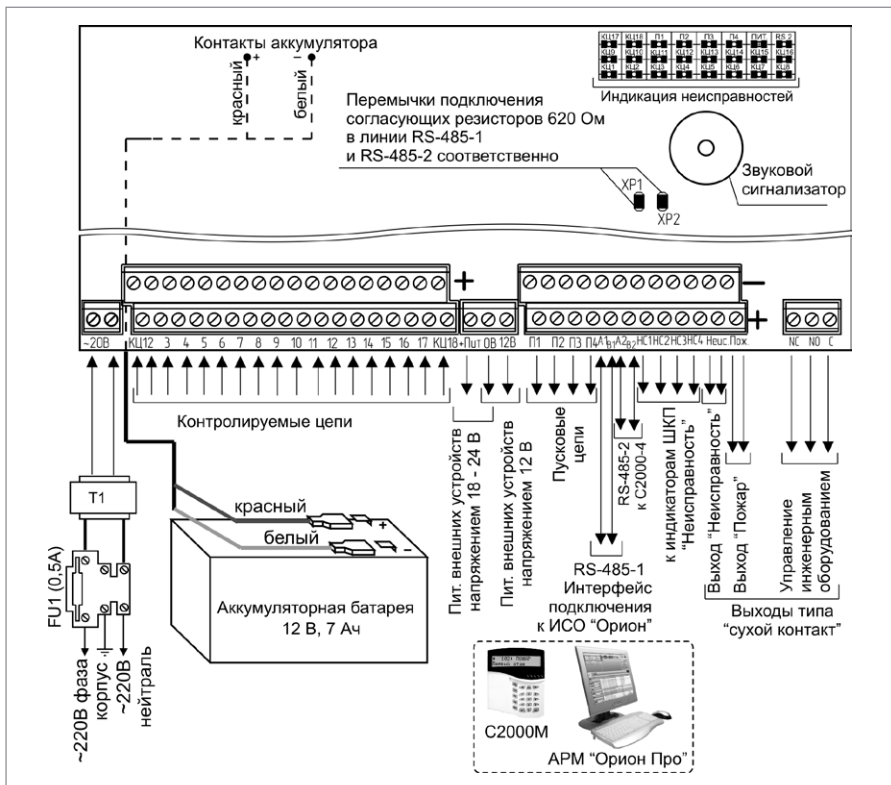 Контакты аккумулятора
+ −
красный
белый
КЦ17 КЦ18 П1 П2 П3 П4 ПИТ. RS 2
КЦ9 КЦ10 КЦ11 КЦ12 КЦ13 КЦ14 КЦ15 КЦ16
КЦ1 КЦ2 КЦ3 КЦ4 КЦ5 КЦ6 КЦ7 КЦ8
Индикация неисправностей
Перемычки подключения
согласующих резисторов 620 Ом
в линии RS-485-1
и RS-485-2 соответственно
XP1
XP2
Звуковой
сигнализатор
+
−
+
~20В КЦ1 2 3 4 5 6 7 8 9 10 11 12 13 14 15 16 17 КЦ18 +Пит 0В 12В П1 П2 П3 П4 А1 В1 А2 В2 НС1 НС2 НС3 НС4 Неис. Пож. NC NO C
Контролируемые цепи
Пит. внешних устройств
напряжением 18 - 24 В
Пит. внешних устройств
напряжением 12 В
Пусковые
цепи
RS-485-2
к С2000-4
к индикаторам ШКП
"Неисправность"
Выход "Неисправность"
Выход "Пожар"
Управление
инженерным
оборудованием
Выходы типа
"сухой контакт"
RS-485-1
Интерфейс
подключения
к ИСО "Орион"
Т1
FU1 (0,5А)
~220В фаза
корпус
~220В
нейтраль
красный
белый
+
−
Аккумуляторная батарея
12 В, 7 Ач
С2000М
АРМ "Орион Про"